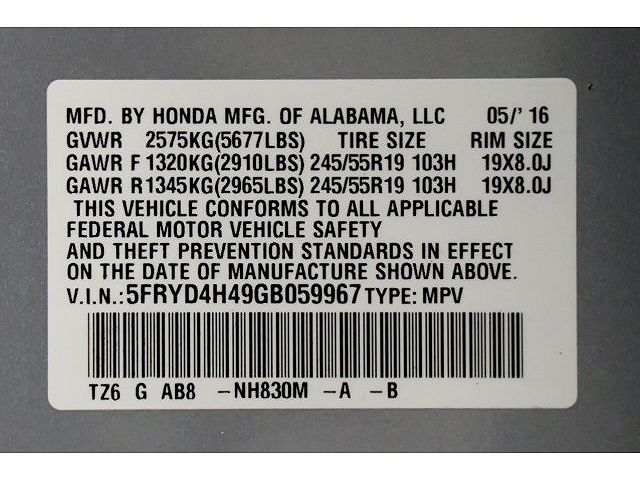 MFD. BY HONDA MFG. OF ALABAMA, LLC 05/' 16
GVWR 2575KG(5677LBS) TIRE SIZE RIM SIZE
GAWR F 1320KG(2910LBS) 245/55R19 103H 19X8.0J
GAWR R 1345KG(2965LBS) 245/55R19 103H 19X8.0J
THIS VEHICLE CONFORMS TO ALL APPLICABLE
FEDERAL MOTOR VEHICLE SAFETY
AND THEFT PREVENTION STANDARDS IN EFFECT
ON THE DATE OF MANUFACTURE SHOWN ABOVE.
V.I.N.: 5FRYD4H49GB059967 TYPE: MPV
TZ6 G AB8 -NH830M -A -B